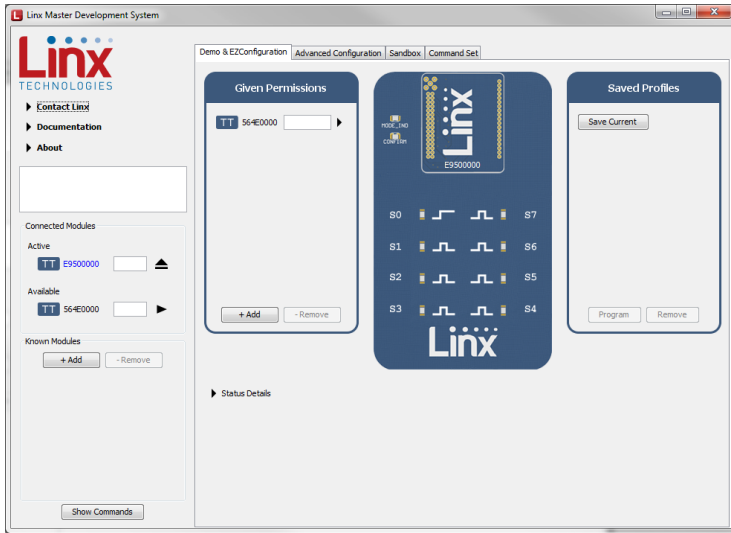 Linx Master Development System
Linx
TECHNOLOGIES
Contact Linx
Documentation
About
Connected Modules
Active
TT E9500000
Available
TT 564E0000
Known Modules
+ Add - Remove
Show Commands
Demo & EZConfiguration Advanced Configuration Sandbox Command Set
Given Permissions
TT 564E0000
+ Add - Remove
Linx
MODE_IND
CONFIRM
E9500000
S0 S7
S1 S6
S2 S5
S3 S4
Linx
Saved Profiles
Save Current
Program Remove
Status Details